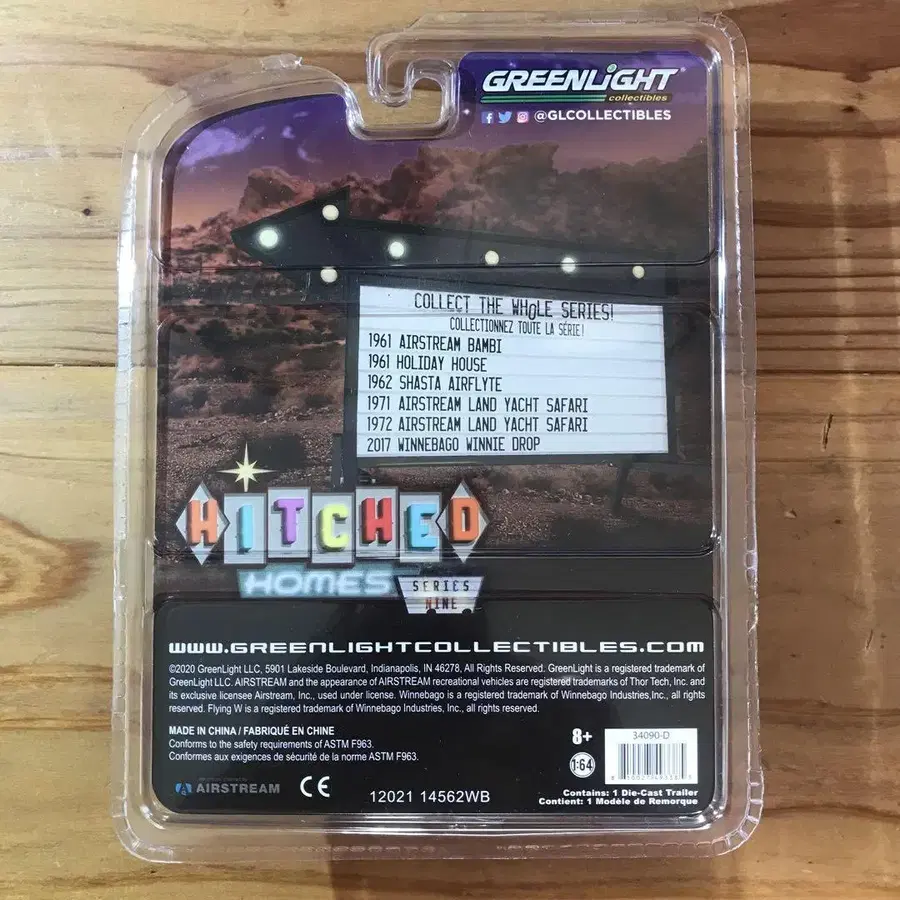 GREENLiGHT
collectibles
@GLCOLLECTIBLES
COLLECT THE WHOLE SERIES!
COLLECTIONNEZ TOUTE LA SÉRIE!
1961 AIRSTREAM BAMBI
1961 HOLIDAY HOUSE
1962 SHASTA AIRFLYTE
1971 AIRSTREAM LAND YACHT SAFARI
1972 AIRSTREAM LAND YACHT SAFARI
2017 WINNEBAGO WINNIE DROP
HITCHED
HOMES
SERIES
NINE
WWW.GREENLIGHTCOLLECTIBLES.COM
©2020 GreenLight LLC, 5901 Lakeside Boulevard, Indianapolis, IN 46278, All Rights Reserved. GreenLight is a registered trademark of
GreenLight LLC. AIRSTREAM and the appearance of AIRSTREAM recreational vehicles are registered trademarks of Thor Tech, Inc. and
its exclusive licensee Airstream, Inc., used under license. Winnebago is a registered trademark of Winnebago Industries,Inc., all rights
reserved. Flying W is a registered trademark of Winnebago Industries, Inc., all rights reserved.
MADE IN CHINA / FABRIQUÉ EN CHINE
Conforms to the safety requirements of ASTM F963.
Conformes aux exigences de sécurité de la norme ASTM F963.
8+
1:64
34090-D
AIRSTREAM
CE
12021 14562WB
Contains: 1 Die-Cast Trailer
Contient: 1 Modèle de Remorque